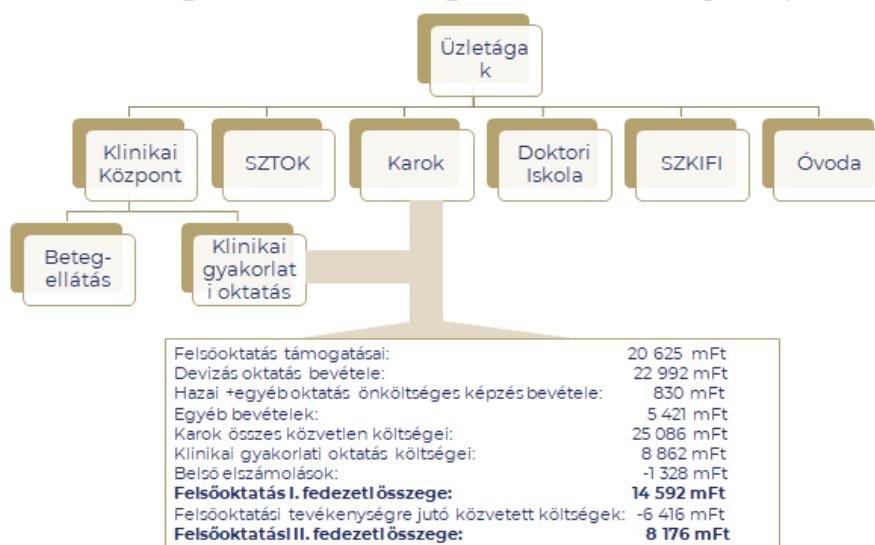 Üzletága
k
Klinikai
Központ
SZTOK
Karok
Doktori
Iskola
SZKIFI
Óvoda
Beteg-
ellátás
Klinikai
gyakorlat
i oktatás
Felsőoktatás támogatásai: 20 625 mFt
Devizás oktatás bevétele: 22 992 mFt
Hazai +egyéb oktatás önköltséges képzés bevétele: 830 mFt
Egyéb bevételek: 5 421 mFt
Karok összes közvetlen költségei: 25 086 mFt
Klinikai gyakorlati oktatás költségei: 8 862 mFt
Belső elszámolások: -1 328 mFt
Felsőoktatás I. fedezetI összege: 14 592 mFt
Felsőoktatási tevékenységre jutó közvetett költségek: -6 416 mFt
FelsőoktatásI II. fedezetI összege: 8 176 mFt